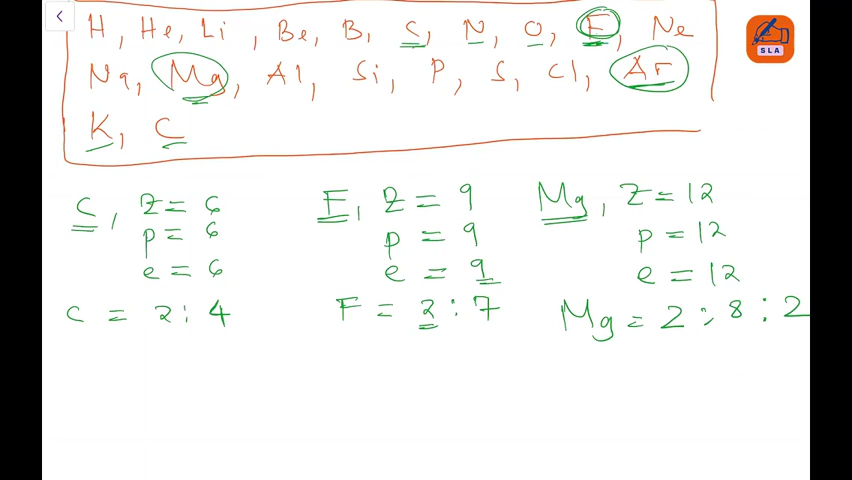 H, He, Li, Be, B, C, N, O, F, Ne
Na, Mg, Al, Si, P, S, Cl, Ar
K, C
SLA
C, Z = 6
p = 6
e = 6
C = 2 : 4
F, Z = 9
p = 9
e = 9
F = 2 : 7
Mg, Z = 12
p = 12
e = 12
Mg = 2 : 8 : 2